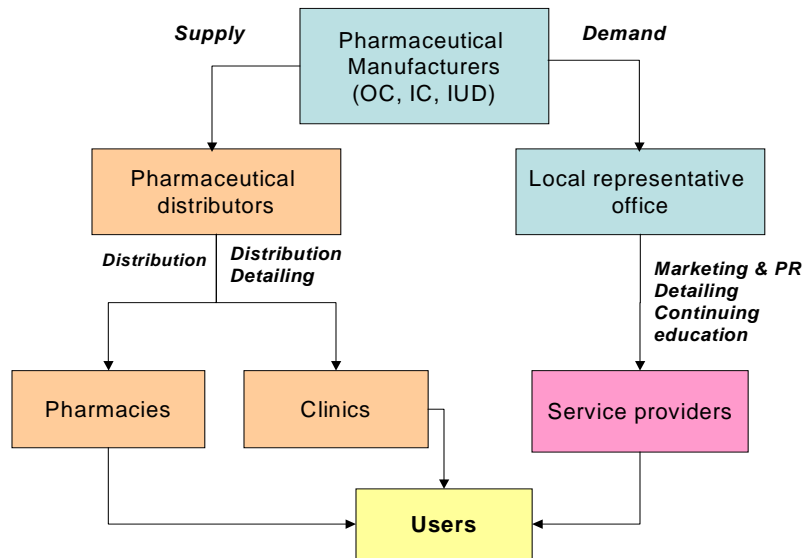 Supply
Pharmaceutical
Manufacturers
(OC, IC, IUD)
Demand
Pharmaceutical
distributors
Local representative
office
Distribution
Distribution
Detailing
Marketing & PR
Detailing
Continuing
education
Pharmacies
Clinics
Service providers
Users